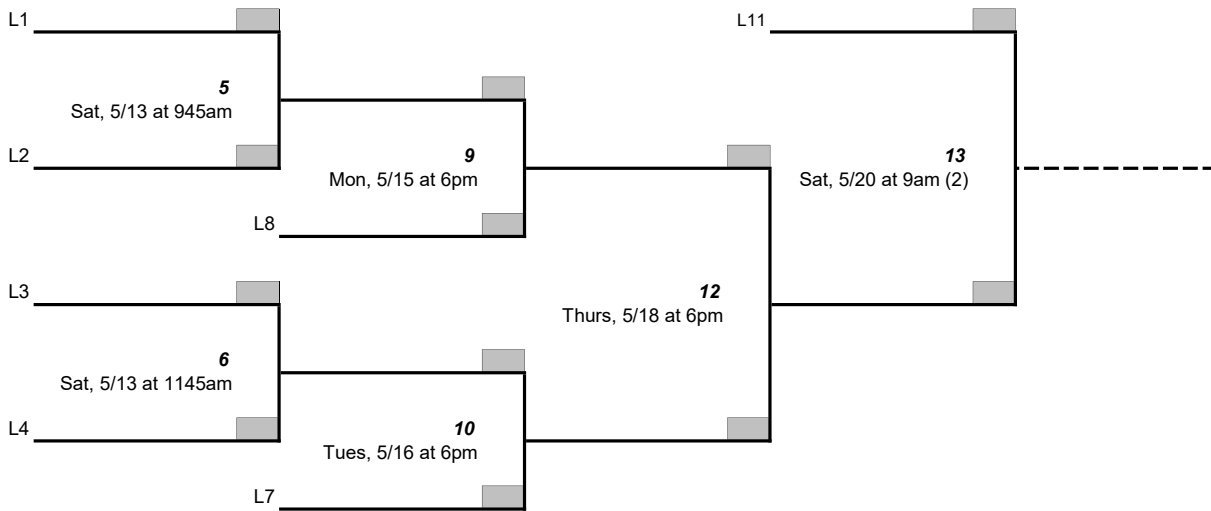 L1
L11
5
Sat, 5/13 at 945am
L2
9
Mon, 5/15 at 6pm
13
Sat, 5/20 at 9am (2)
L8
L3
12
Thurs, 5/18 at 6pm
6
Sat, 5/13 at 1145am
L4
10
Tues, 5/16 at 6pm
L7